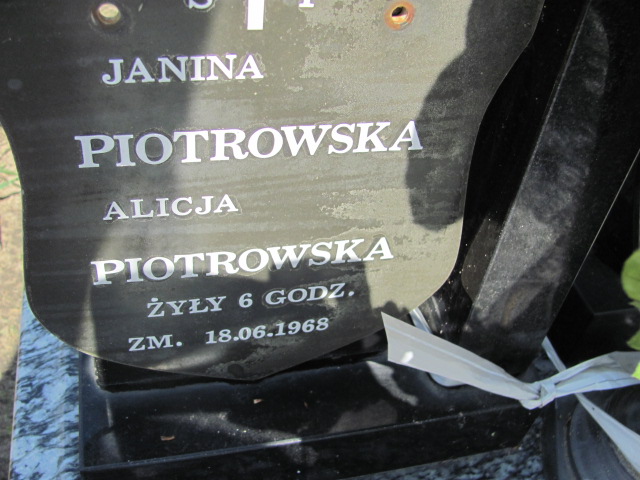 Ś P
JANINA
PIOTROWSKA
ALICJA
PIOTROWSKA
ŻYŁY 6 GODZ.
ZM. 18.06.1968